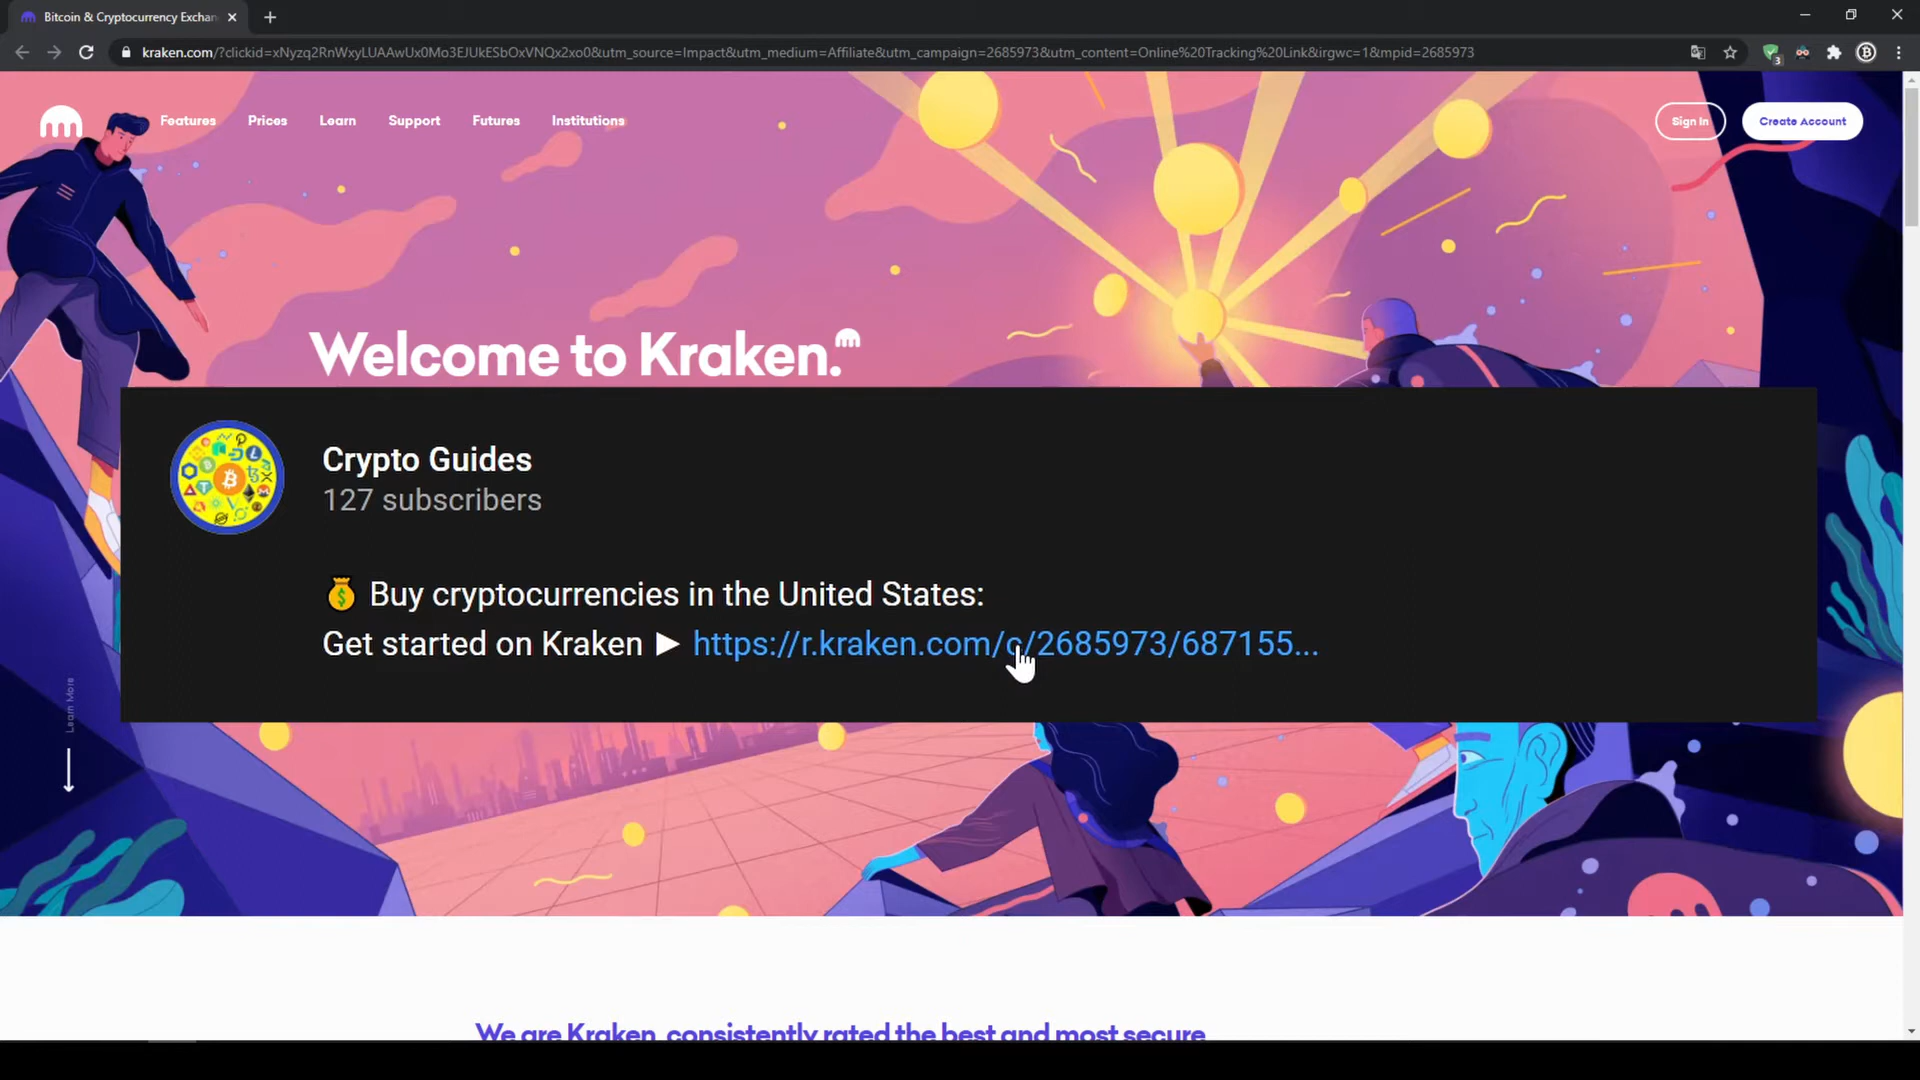 Bitcoin & Cryptocurrency Exchan
kraken.com/?clickid=xNyzq2RnWxyLUAAwUx0Mo3EJUkESbOxVNQx2xo0&utm_source=Impact&utm_medium=Affiliate&utm_campaign=2685973&utm_content=Online%20Tracking%20Link&irgwc=1&mpid=2685973
3
Features Prices Learn Support Futures Institutions
Sign In Create Account
Welcome to Kraken.
Crypto Guides
127 subscribers
Buy cryptocurrencies in the United States:
Get started on Kraken ► https://r.kraken.com/c/2685973/687155...
Learn More
We are Kraken, consistently rated the best and most secure